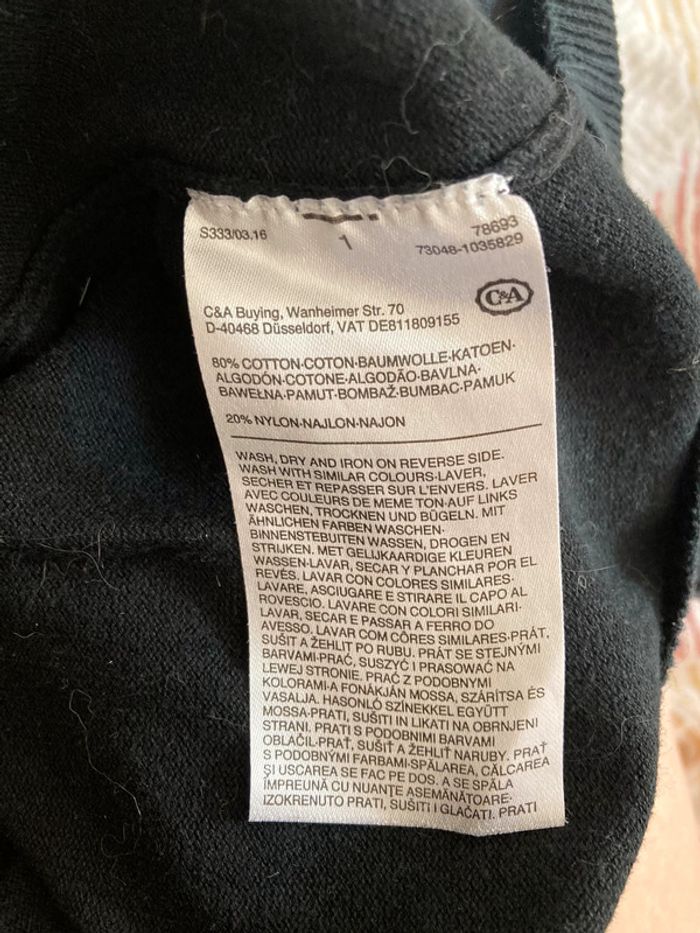 S333/03.16
1
78693
73048-1035829
C&A
C&A Buying, Wanheimer Str. 70
D-40468 Düsseldorf, VAT DE811809155
80% COTTON·COTON·BAUMWOLLE·KATOEN·
ALGODÓN·COTONE·ALGODÃO·BAVLNA·
BAWEŁNA·PAMUT·BOMBAŽ·BUMBAC·PAMUK
20% NYLON·NAJLON·NAJON
WASH, DRY AND IRON ON REVERSE SIDE.
WASH WITH SIMILAR COLOURS·LAVER,
SECHER ET REPASSER SUR L'ENVERS. LAVER
AVEC COULEURS DE MEME TON·AUF LINKS
WASCHEN, TROCKNEN UND BÜGELN. MIT
ÄHNLICHEN FARBEN WASCHEN·
BINNENSTEBUITEN WASSEN, DROGEN EN
STRIJKEN. MET GELIJKAARDIGE KLEUREN
WASSEN·LAVAR, SECAR Y PLANCHAR POR EL
REVÉS. LAVAR CON COLORES SIMILARES·
LAVARE, ASCIUGARE E STIRARE IL CAPO AL
ROVESCIO. LAVARE CON COLORI SIMILARI·
LAVAR, SECAR E PASSAR A FERRO DO
AVESSO. LAVAR COM CÔRES SIMILARES·PRÁT,
SUŠIT A ŽEHLIT PO RUBU. PRÁT SE STEJNÝMI
BARVAMI·PRAĆ, SUSZYĆ I PRASOWAĆ NA
LEWEJ STRONIE. PRAĆ Z PODOBNYMI
KOLORAMI·A FONÁKJÁN MOSSA, SZÁRÍTSA ÉS
VASALJA. HASONLÓ SZÍNEKKEL EGYÜTT
MOSSA·PRATI, SUŠITI IN LIKATI NA OBRNJENI
STRANI. PRATI S PODOBNIMI BARVAMI
OBLAČIL·PRAŤ, SUŠIŤ A ŽEHLIŤ NARUBY. PRAŤ
S PODOBNÝMI FARBAMI·SPĂLAREA, CĂLCAREA
ŞI USCAREA SE FAC PE DOS. A SE SPĂLA
ÎMPREUNĂ CU NUANŢE ASEMĂNĂTOARE·
IZOKRENUTO PRATI, SUŠITI I GLAČATI. PRATI